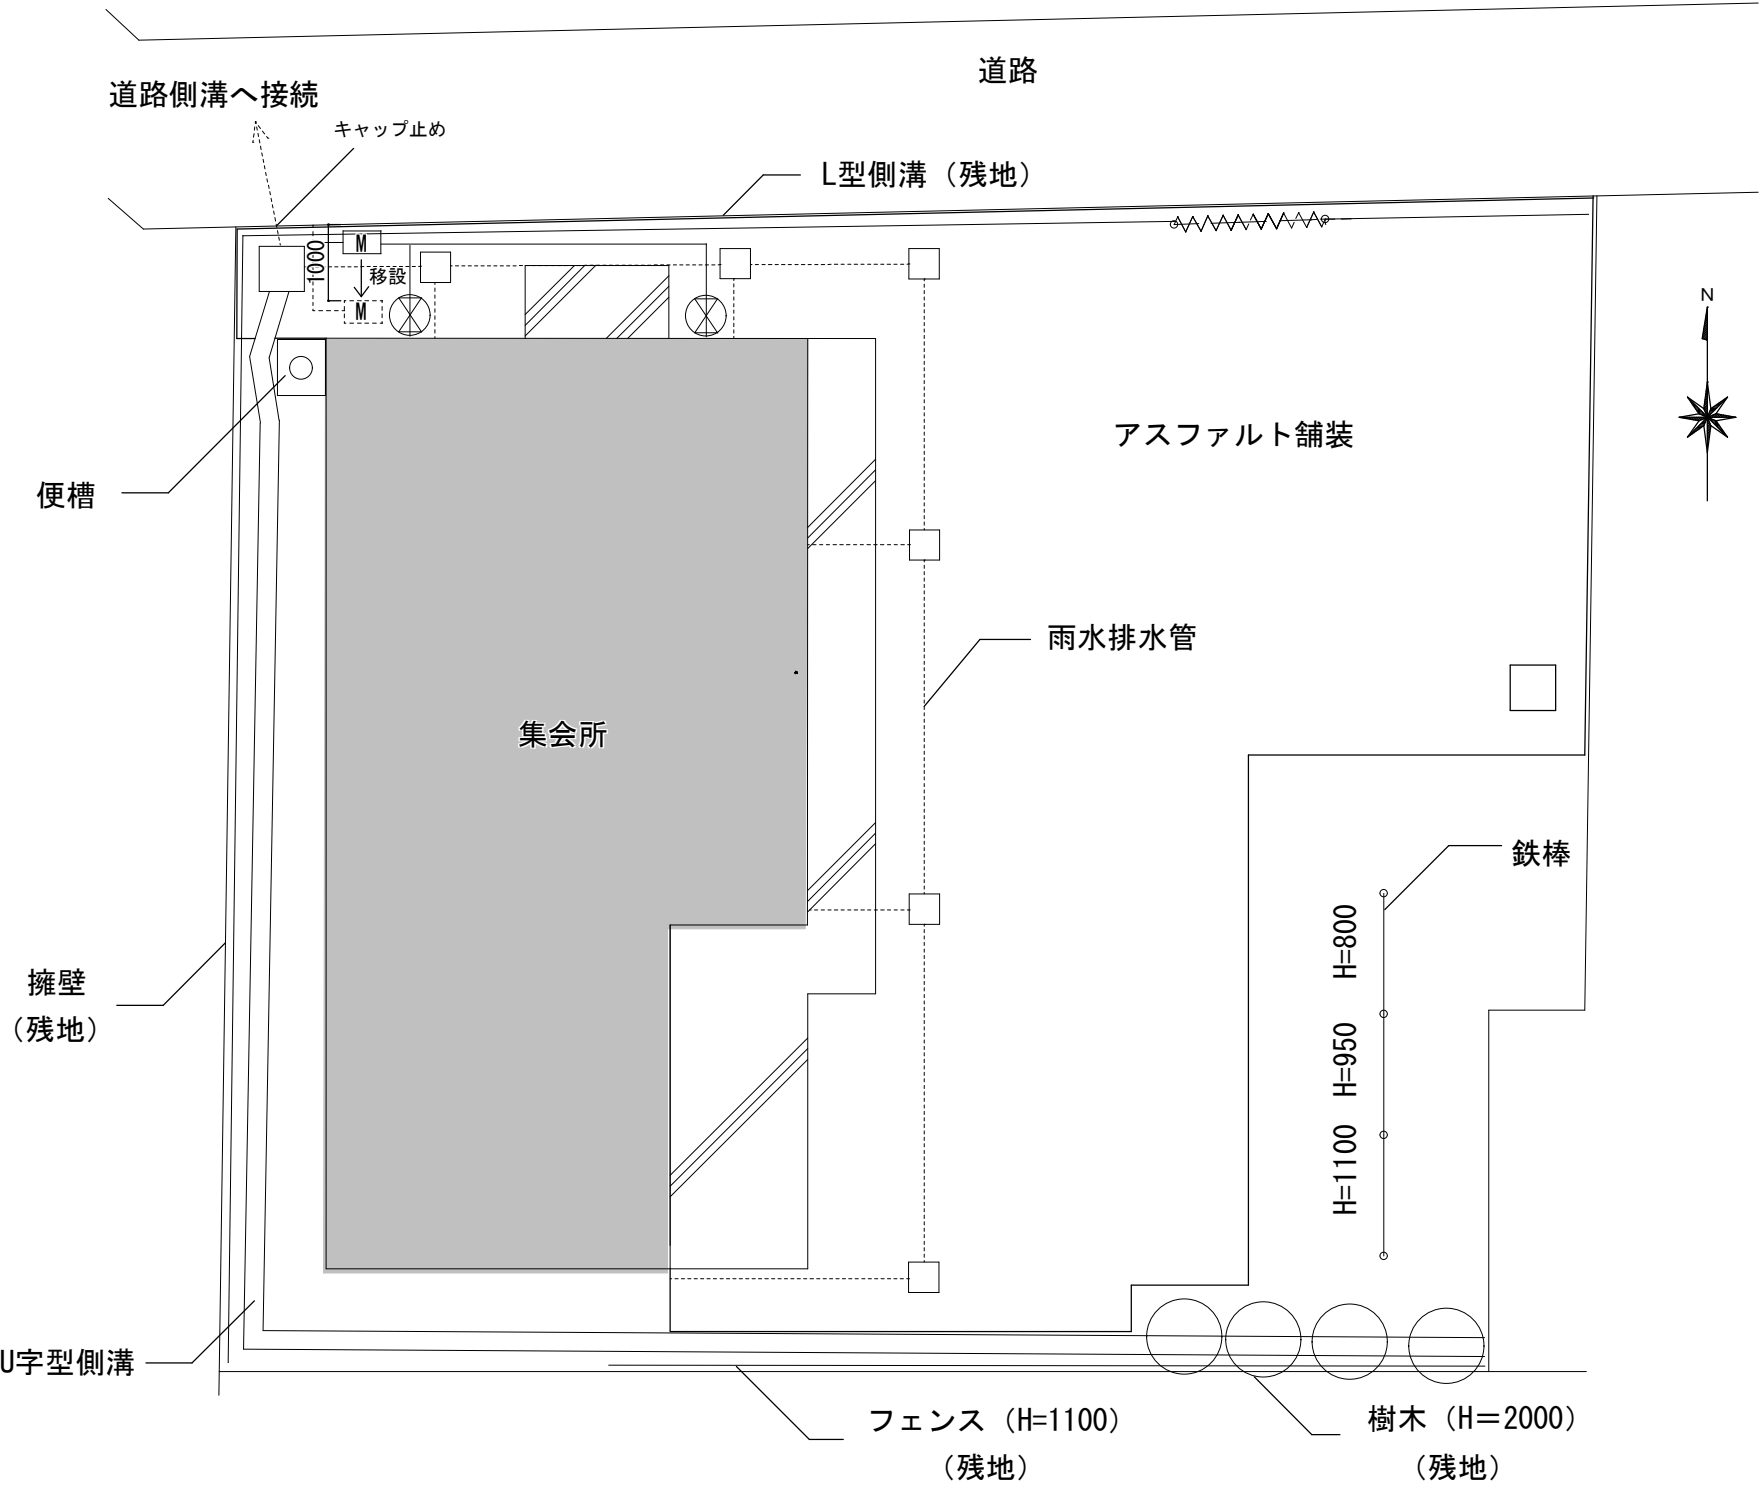 道路
道路側溝へ接続
キャップ止め
L型側溝（残地）
M
1000
移設
M
N
アスファルト舗装
便槽
雨水排水管
集会所
鉄棒
H=800
擁壁
（残地）
H=950
H=1100
U字型側溝
フェンス（H=1100）
（残地）
樹木（H＝2000）
（残地）